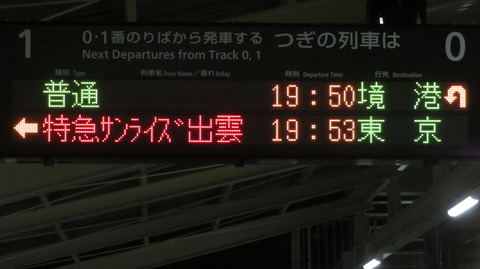 1 0·1番のりばから発車する つぎの列車は 0
Next Departures from Track 0, 1
種別 Type 列車名 Train Name／遅れ Delay 時刻 Departure Time 行先 Destination
普通 19:50 境 港
特急ｻﾝﾗｲｽﾞ出雲 19:53 東 京